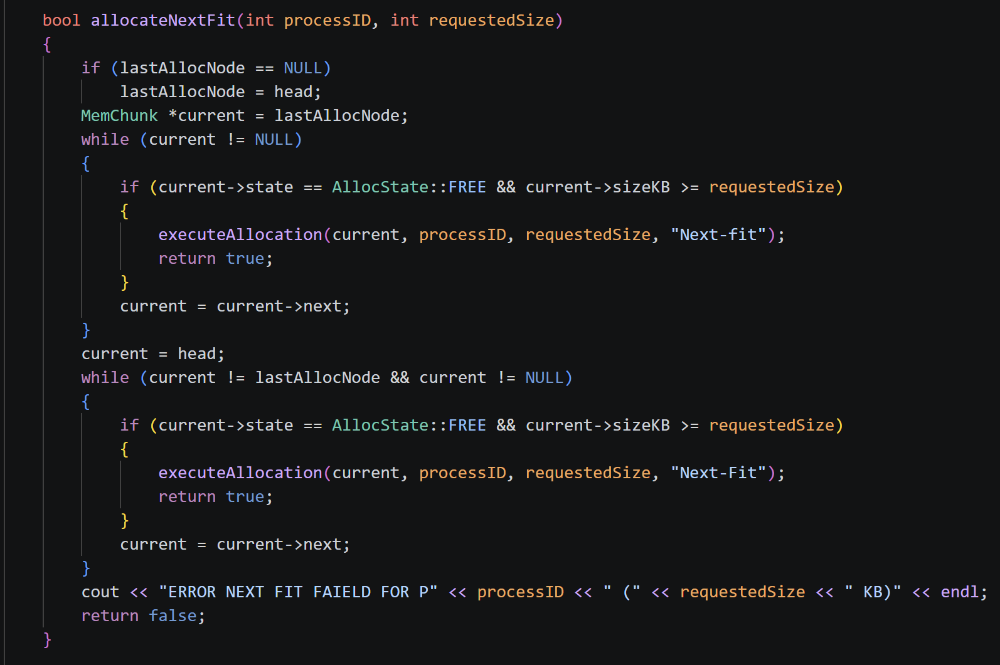 bool allocateNextFit(int processID, int requestedSize)
{
    if (lastAllocNode == NULL)
        lastAllocNode = head;
    MemChunk *current = lastAllocNode;
    while (current != NULL)
    {
        if (current->state == AllocState::FREE && current->sizeKB >= requestedSize)
        {
            executeAllocation(current, processID, requestedSize, "Next-fit");
            return true;
        }
        current = current->next;
    }
    current = head;
    while (current != lastAllocNode && current != NULL)
    {
        if (current->state == AllocState::FREE && current->sizeKB >= requestedSize)
        {
            executeAllocation(current, processID, requestedSize, "Next-Fit");
            return true;
        }
        current = current->next;
    }
    cout << "ERROR NEXT FIT FAIELD FOR P" << processID << " (" << requestedSize << " KB)" << endl;
    return false;
}